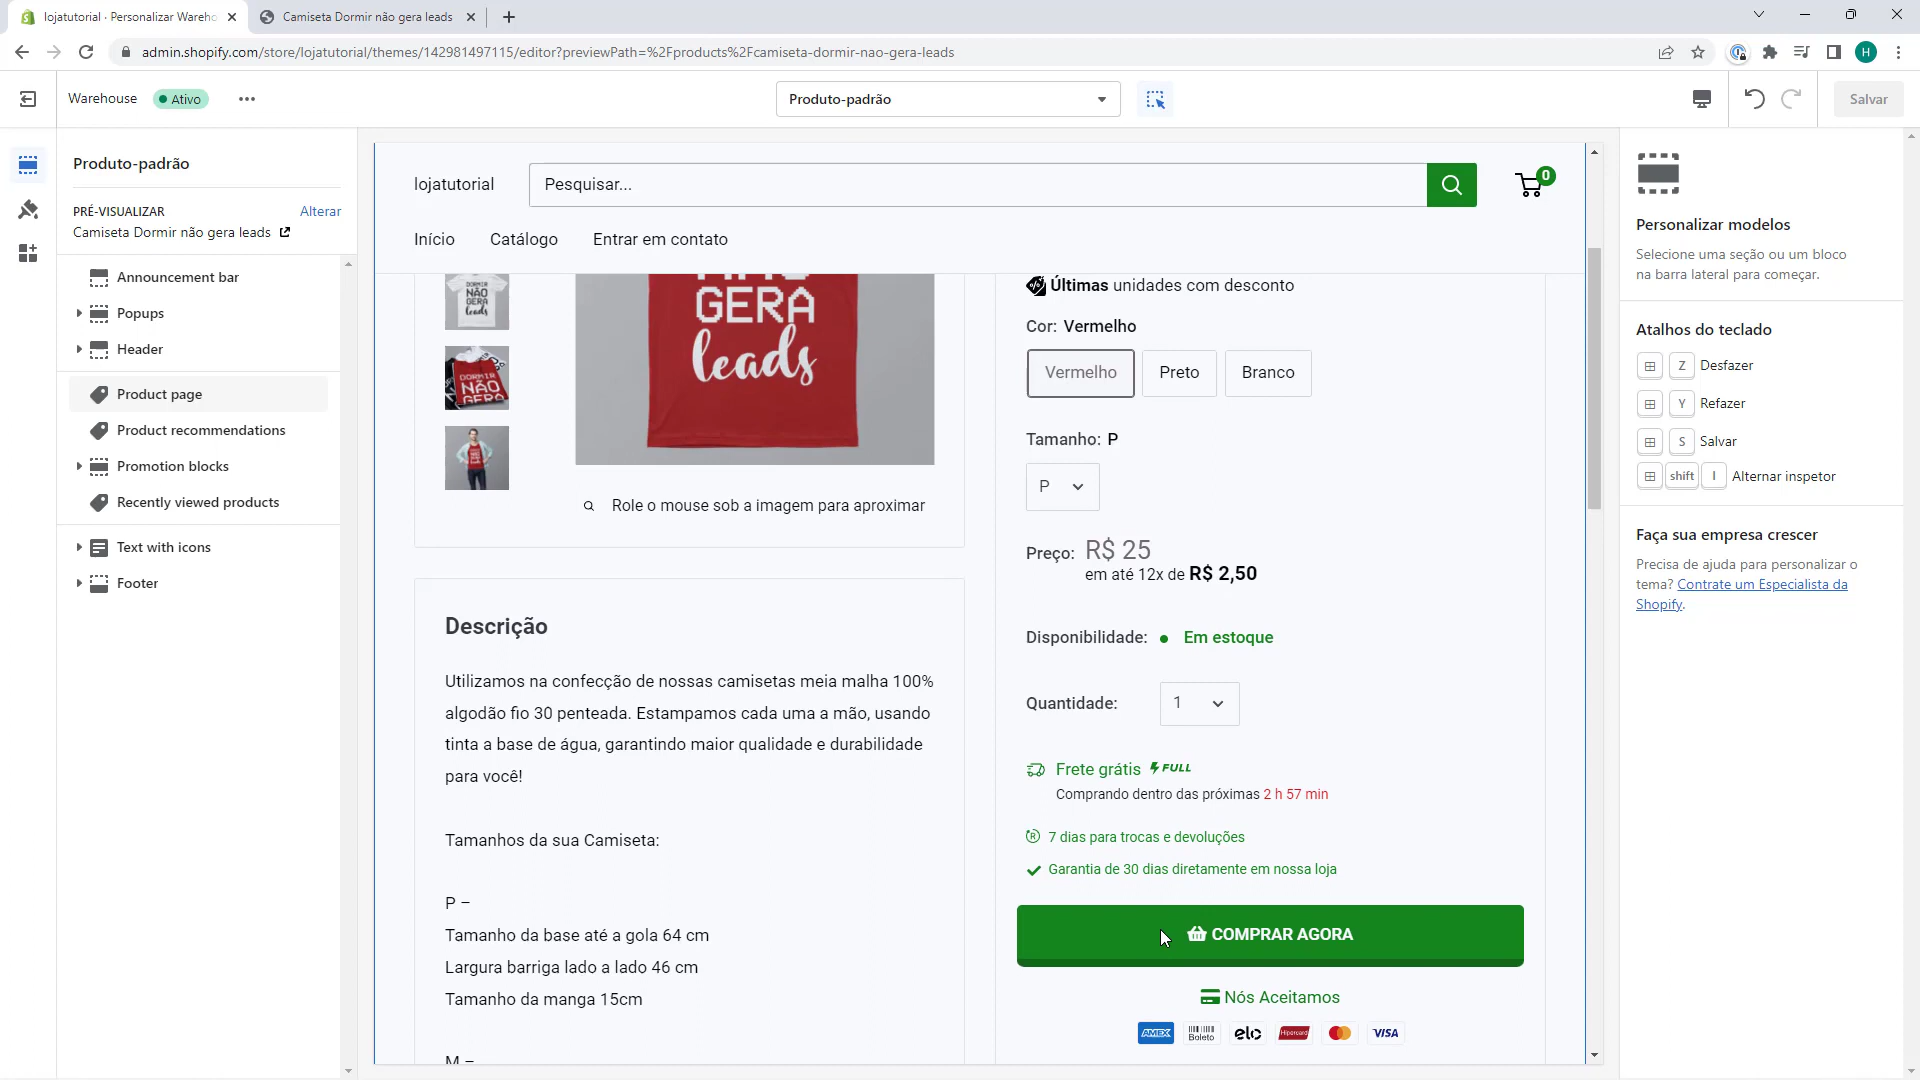 lojatutorial · Personalizar Wareho
Camiseta Dormir não gera leads
admin.shopify.com/store/lojatutorial/themes/142981497115/editor?previewPath=%2Fproducts%2Fcamiseta-dormir-nao-gera-leads
H
Warehouse
Ativo
Produto-padrão
Salvar
Produto-padrão
PRÉ-VISUALIZAR
Alterar
Camiseta Dormir não gera leads
Announcement bar
Popups
Header
Product page
Product recommendations
Promotion blocks
Recently viewed products
Text with icons
Footer
lojatutorial
Pesquisar...
0
Início
Catálogo
Entrar em contato
DORMIR
NÃO
GERA
leads
DORMIR
NÃO
GERA
NÃO
GERA
leads
Role o mouse sob a imagem para aproximar
Descrição
Utilizamos na confecção de nossas camisetas meia malha 100%
algodão fio 30 penteada. Estampamos cada uma a mão, usando
tinta a base de água, garantindo maior qualidade e durabilidade
para você!
Tamanhos da sua Camiseta:
P –
Tamanho da base até a gola 64 cm
Largura barriga lado a lado 46 cm
Tamanho da manga 15cm
M –
Últimas unidades com desconto
Cor: Vermelho
Vermelho
Preto
Branco
Tamanho: P
P
Preço: R$ 25
em até 12x de R$ 2,50
Disponibilidade: Em estoque
Quantidade: 1
Frete grátis FULL
Comprando dentro das próximas 2 h 57 min
7 dias para trocas e devoluções
Garantia de 30 dias diretamente em nossa loja
COMPRAR AGORA
Nós Aceitamos
AMEX
Boleto
elo
Hipercard
VISA
Personalizar modelos
Selecione uma seção ou um bloco
na barra lateral para começar.
Atalhos do teclado
Z Desfazer
Y Refazer
S Salvar
shift I Alternar inspetor
Faça sua empresa crescer
Precisa de ajuda para personalizar o
tema? Contrate um Especialista da
Shopify.